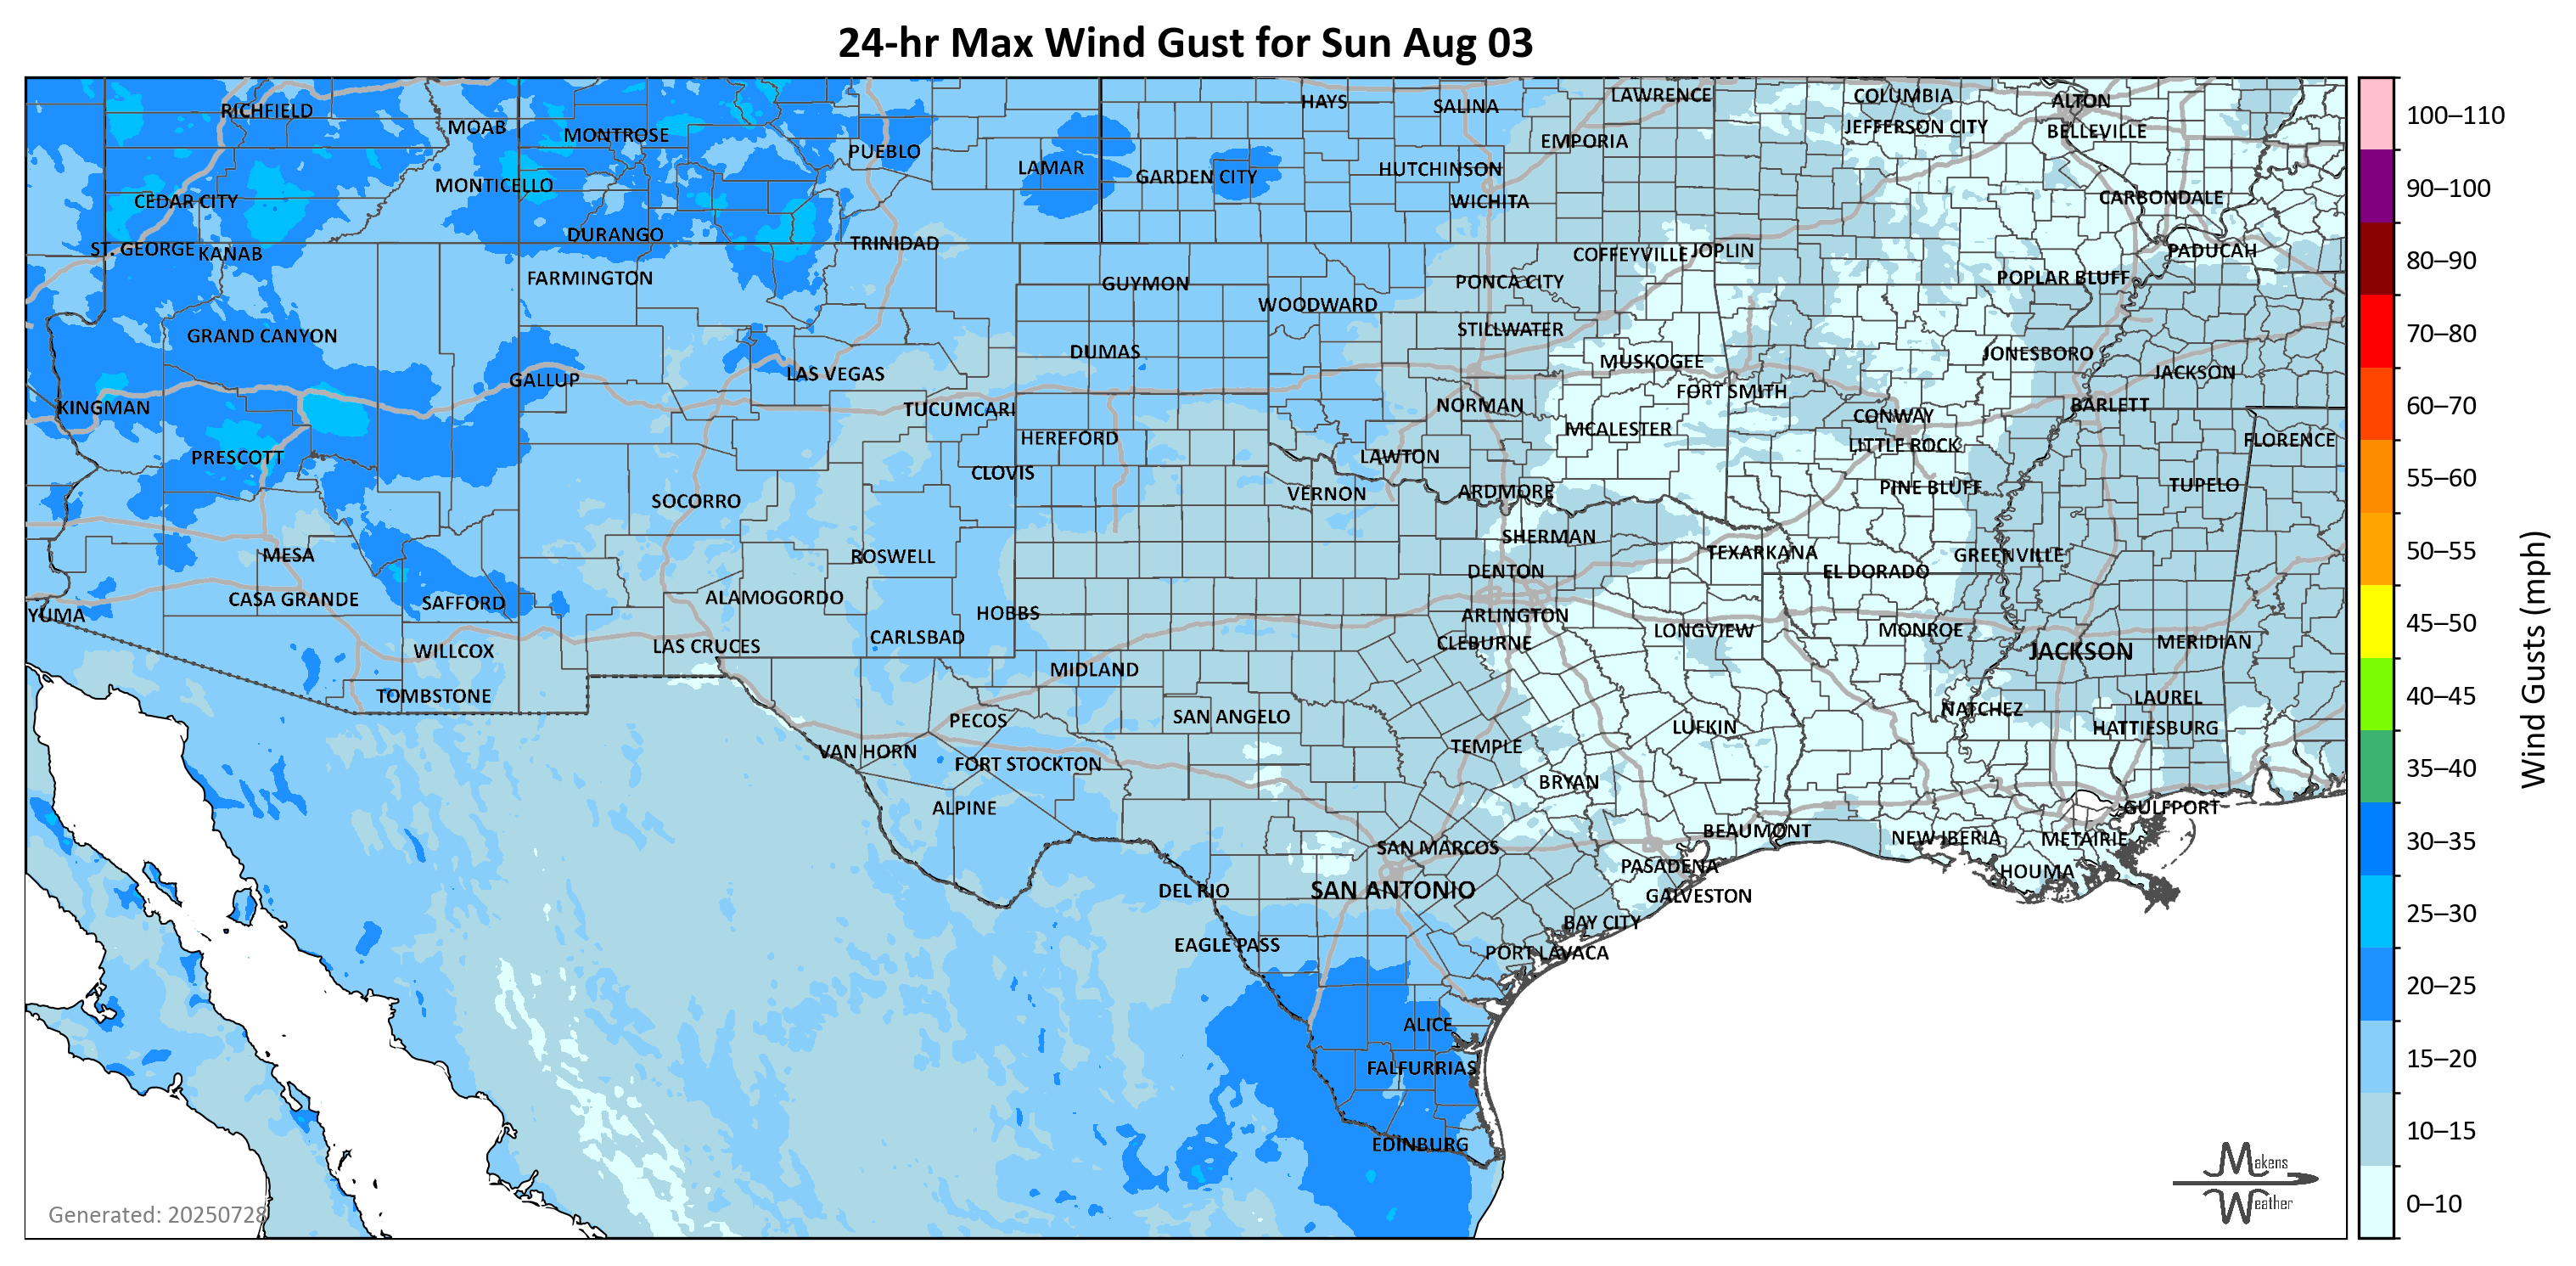 24-hr Max Wind Gust for Sun Aug 03
RICHFIELD
MOAB
MONTROSE
PUEBLO
LAMAR
HAYS
SALINA
LAWRENCE
COLUMBIA
ALTON
EMPORIA
JEFFERSON CITY
BELLEVILLE
CEDAR CITY
MONTICELLO
GARDEN CITY
HUTCHINSON
WICHITA
CARBONDALE
ST. GEORGE
KANAB
DURANGO
TRINIDAD
COFFEYVILLE
JOPLIN
PADUCAH
FARMINGTON
GUYMON
WOODWARD
PONCA CITY
POPLAR BLUFF
GRAND CANYON
STILLWATER
DUMAS
MUSKOGEE
JONESBORO
GALLUP
LAS VEGAS
JACKSON
KINGMAN
TUCUMCARI
NORMAN
FORT SMITH
CONWAY
BARLETT
HEREFORD
MCALESTER
LITTLE ROCK
FLORENCE
PRESCOTT
CLOVIS
LAWTON
SOCORRO
VERNON
ARDMORE
PINE BLUFF
TUPELO
MESA
ROSWELL
SHERMAN
TEXARKANA
GREENVILLE
DENTON
EL DORADO
YUMA
CASA GRANDE
SAFFORD
ALAMOGORDO
HOBBS
ARLINGTON
WILLCOX
LAS CRUCES
CARLSBAD
CLEBURNE
LONGVIEW
MONROE
JACKSON
MERIDIAN
TOMBSTONE
MIDLAND
LAUREL
PECOS
SAN ANGELO
NATCHEZ
VAN HORN
FORT STOCKTON
TEMPLE
LUFKIN
HATTIESBURG
ALPINE
BRYAN
GULFPORT
SAN MARCOS
BEAUMONT
NEW IBERIA
METAIRIE
DEL RIO
SAN ANTONIO
PASADENA
GALVESTON
HOUMA
EAGLE PASS
BAY CITY
PORT LAVACA
ALICE
FALFURRIAS
EDINBURG
Generated: 20250728
Makens
Weather
100–110
90–100
80–90
70–80
60–70
55–60
50–55
45–50
40–45
35–40
30–35
25–30
20–25
15–20
10–15
0–10
Wind Gusts (mph)